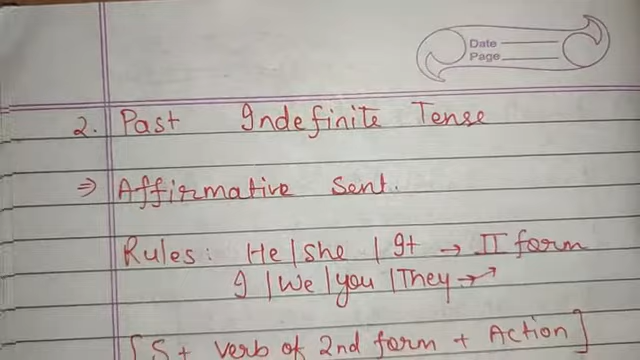 Date
Page
2. Past Indefinite Tense
⇒ Affirmative Sent.
Rules: He | She | It → II form
I | We | you | They →
[S + verb of 2nd form + Action]